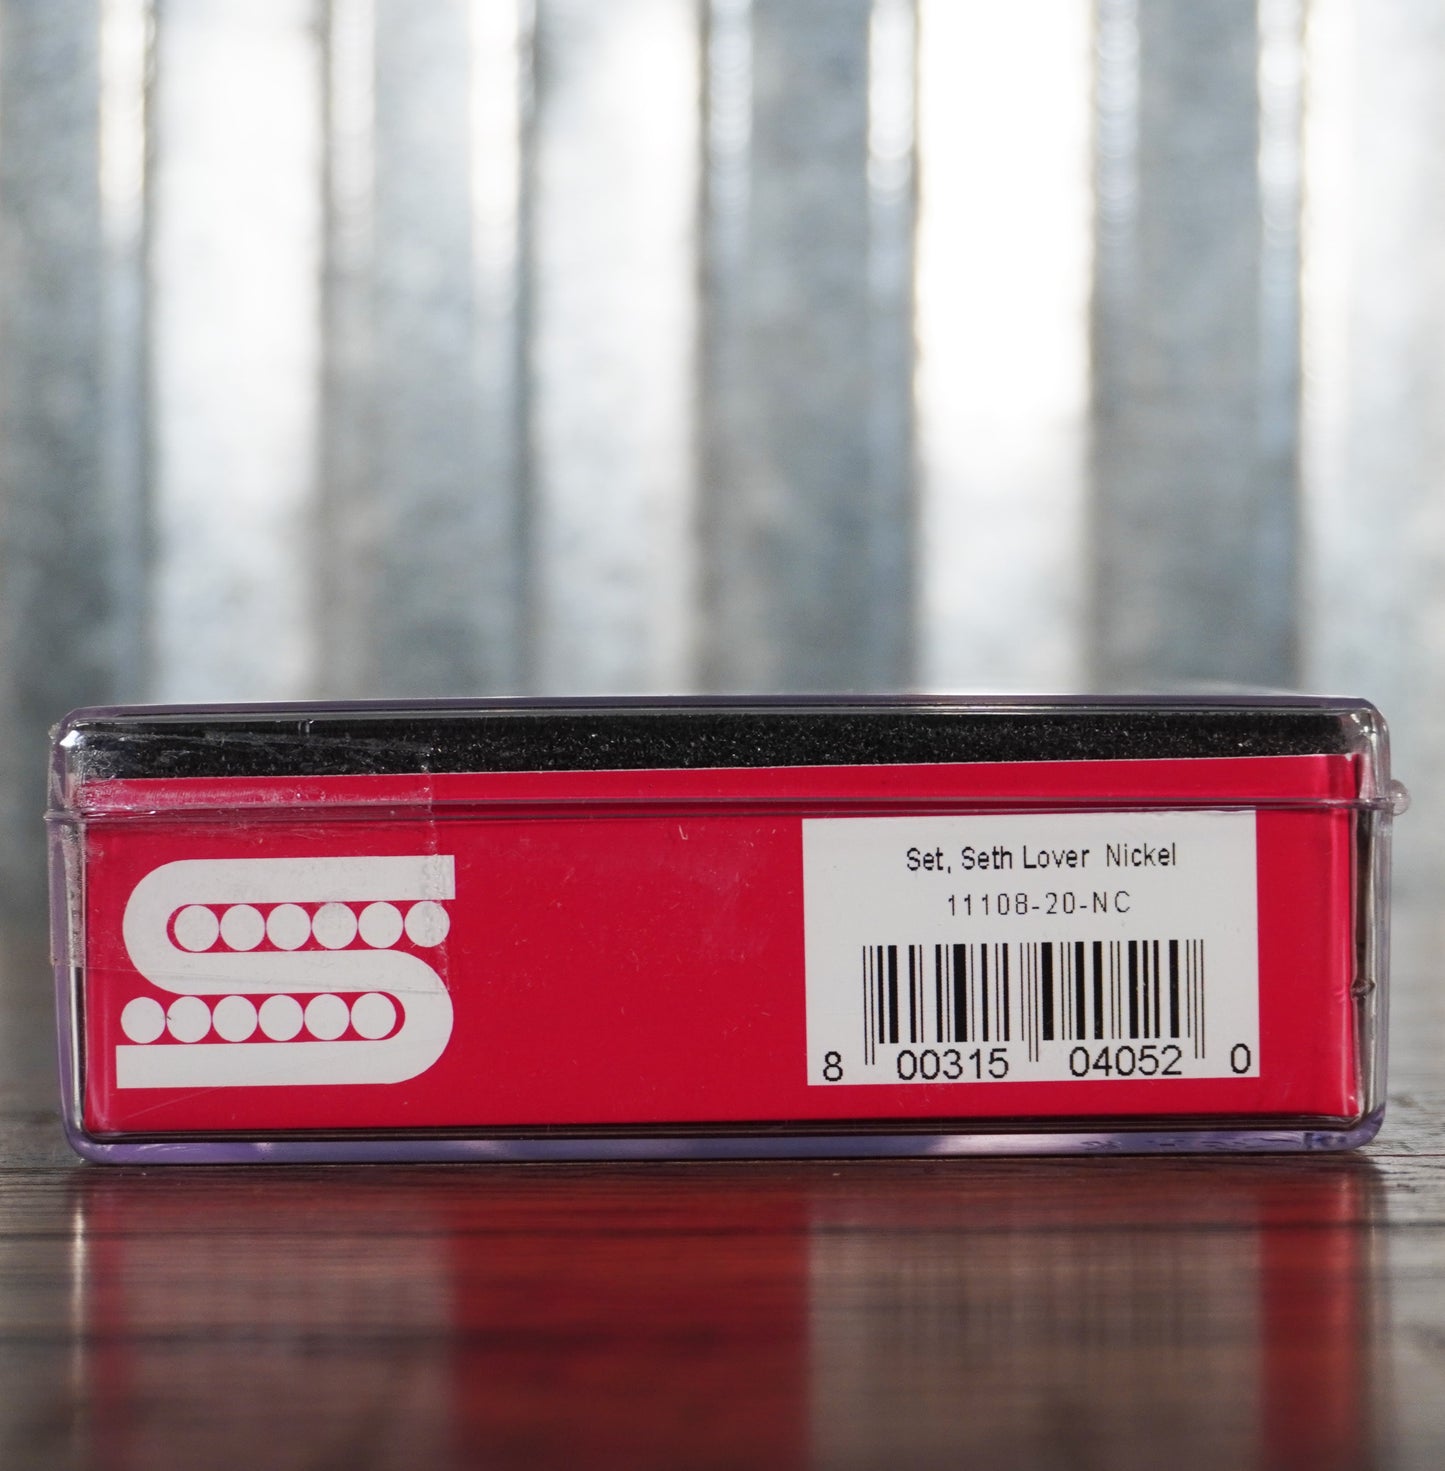 Set, Seth Lover Nickel
11108-20-NC
8 00315 04052 0